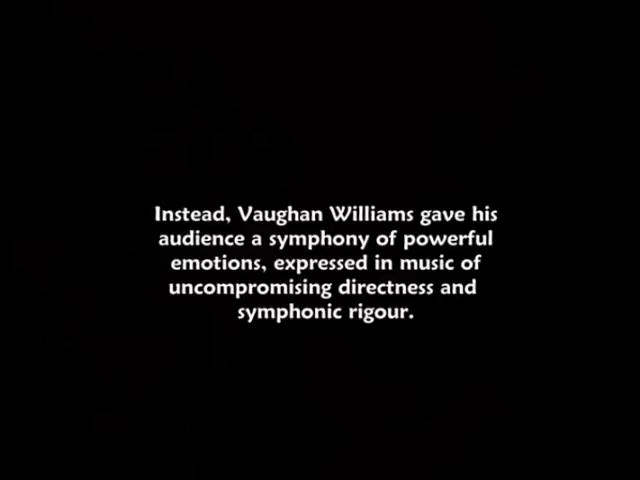 Instead, Vaughan Williams gave his
audience a symphony of powerful
emotions, expressed in music of
uncompromising directness and
symphonic rigour.